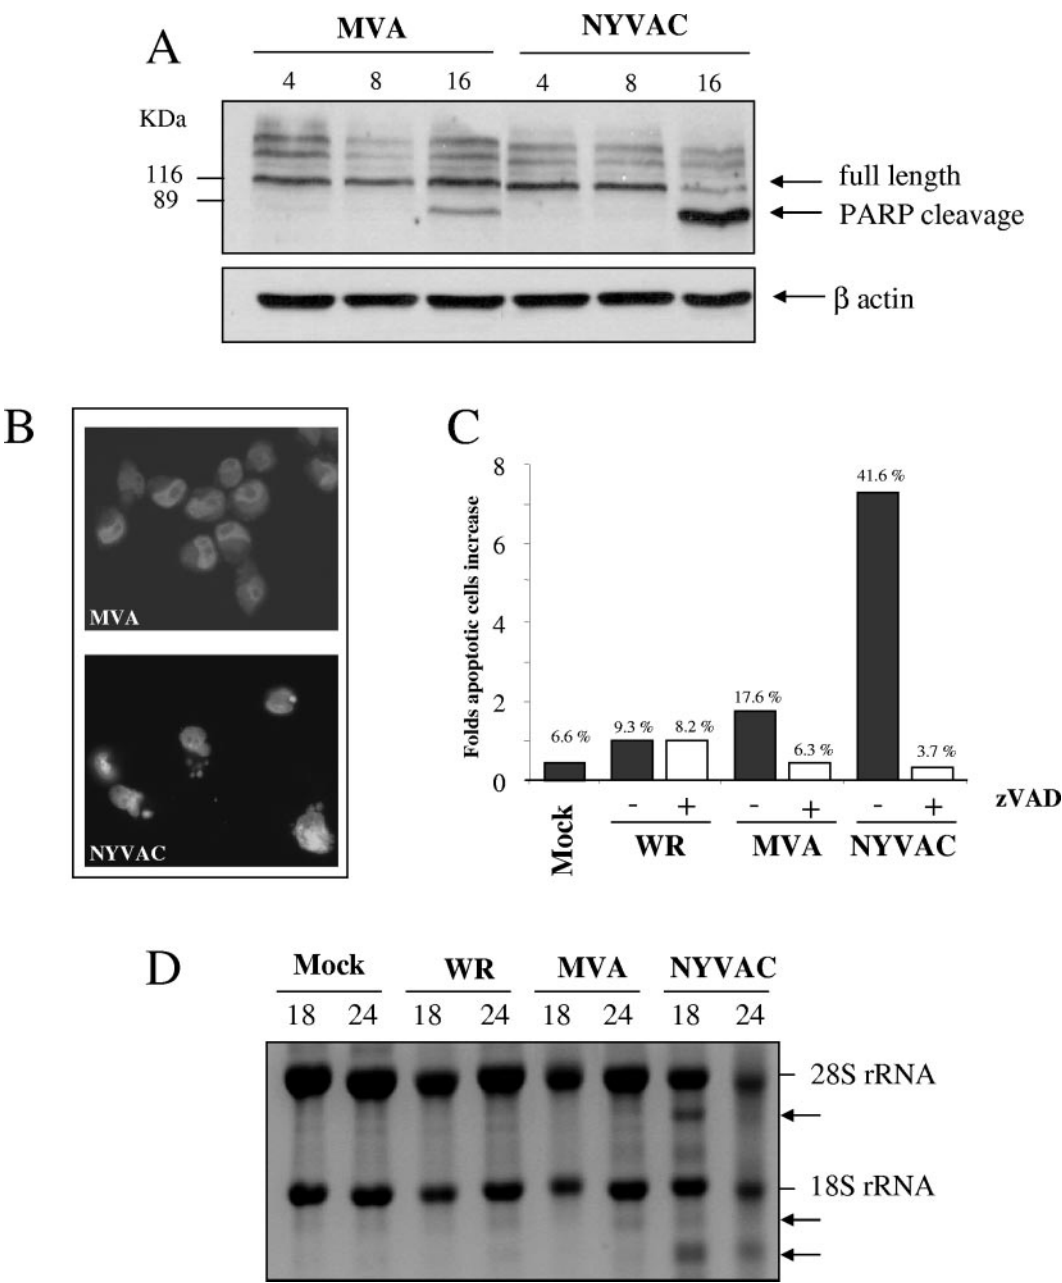 A
MVA NYVAC
4 8 16 4 8 16
KDa
116
89
full length
PARP cleavage
β actin
B
MVA
NYVAC
C
Folds apoptotic cells increase
8
6
4
2
0
6.6 %
9.3 %
8.2 %
17.6 %
6.3 %
41.6 %
3.7 %
- + - + - + zVAD
Mock WR MVA NYVAC
D
Mock WR MVA NYVAC
18 24 18 24 18 24 18 24
28S rRNA
18S rRNA